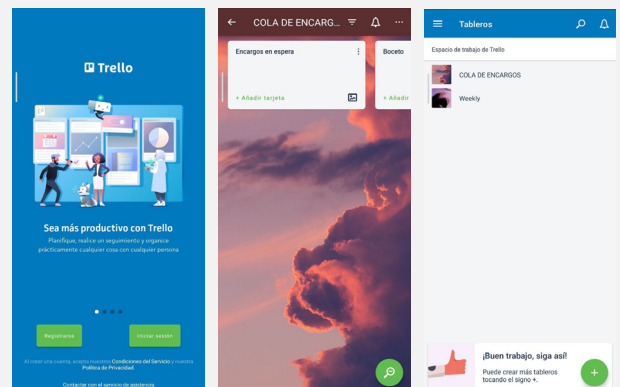 Trello
Sea más productivo con Trello
Planifique, realice un seguimiento y organice
prácticamente cualquier cosa con cualquier persona
Registrarse
Iniciar sesión
Al crear una cuenta, acepta nuestras Condiciones del Servicio y nuestra
Política de Privacidad.
Contactar con el servicio de asistencia
COLA DE ENCARG...
Encargos en espera
+ Añadir tarjeta
Boceto
+ Añadir
Tableros
Espacio de trabajo de Trello
COLA DE ENCARGOS
Weekly
¡Buen trabajo, siga así!
Puede crear más tableros
tocando el signo +.